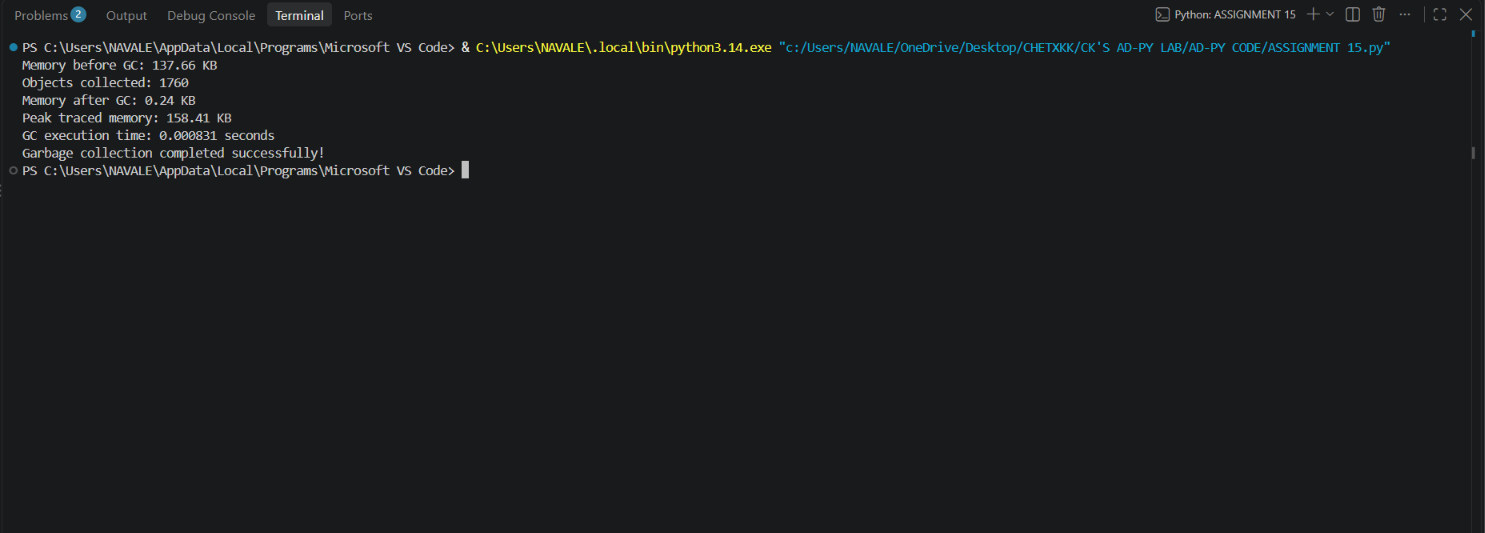 Problems 2 Output Debug Console Terminal Ports Python: ASSIGNMENT 15
PS C:\Users\NAVALE\AppData\Local\Programs\Microsoft VS Code> & C:\Users\NAVALE\.local\bin\python3.14.exe "c:/Users/NAVALE/OneDrive/Desktop/CHETXKK/CK'S AD-PY LAB/AD-PY CODE/ASSIGNMENT 15.py"
Memory before GC: 137.66 KB
Objects collected: 1760
Memory after GC: 0.24 KB
Peak traced memory: 158.41 KB
GC execution time: 0.000831 seconds
Garbage collection completed successfully!
PS C:\Users\NAVALE\AppData\Local\Programs\Microsoft VS Code>